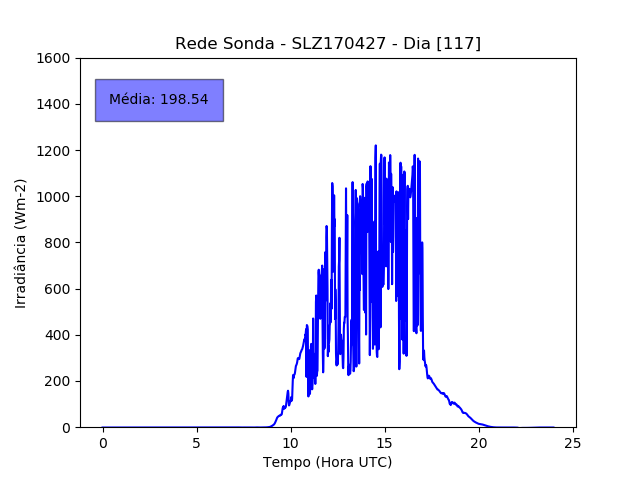 Rede Sonda - SLZ170427 - Dia [117]
Média: 198.54
Irradiância (Wm-2)
1600
1400
1200
1000
800
600
400
200
0
0 5 10 15 20 25
Tempo (Hora UTC)